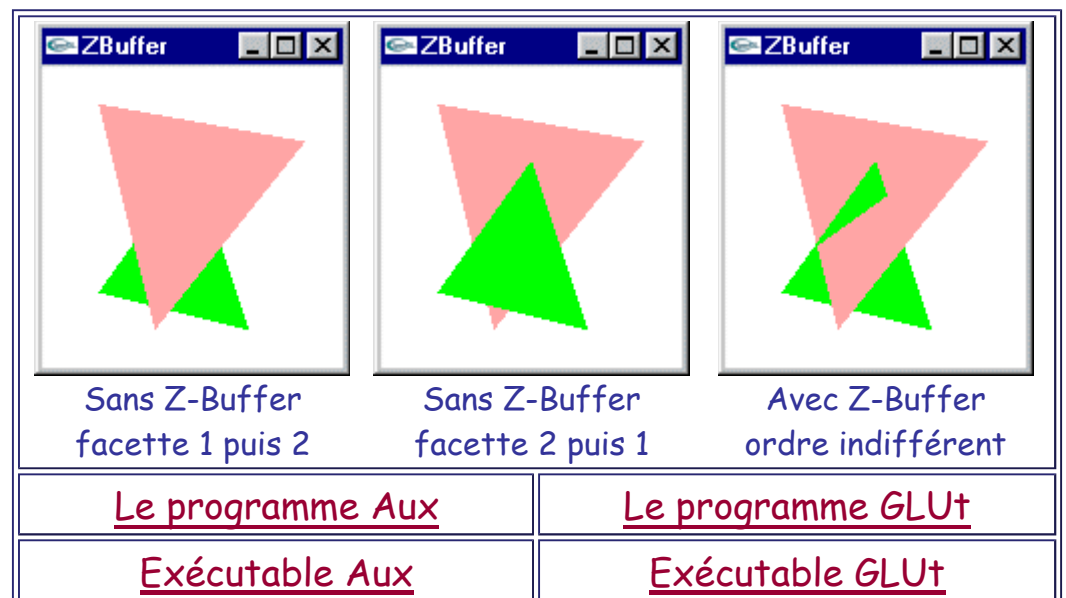 ZBuffer
ZBuffer
ZBuffer
Sans Z-Buffer
facette 1 puis 2
Sans Z-Buffer
facette 2 puis 1
Avec Z-Buffer
ordre indifférent
Le programme Aux
Le programme GLUt
Exécutable Aux
Exécutable GLUt